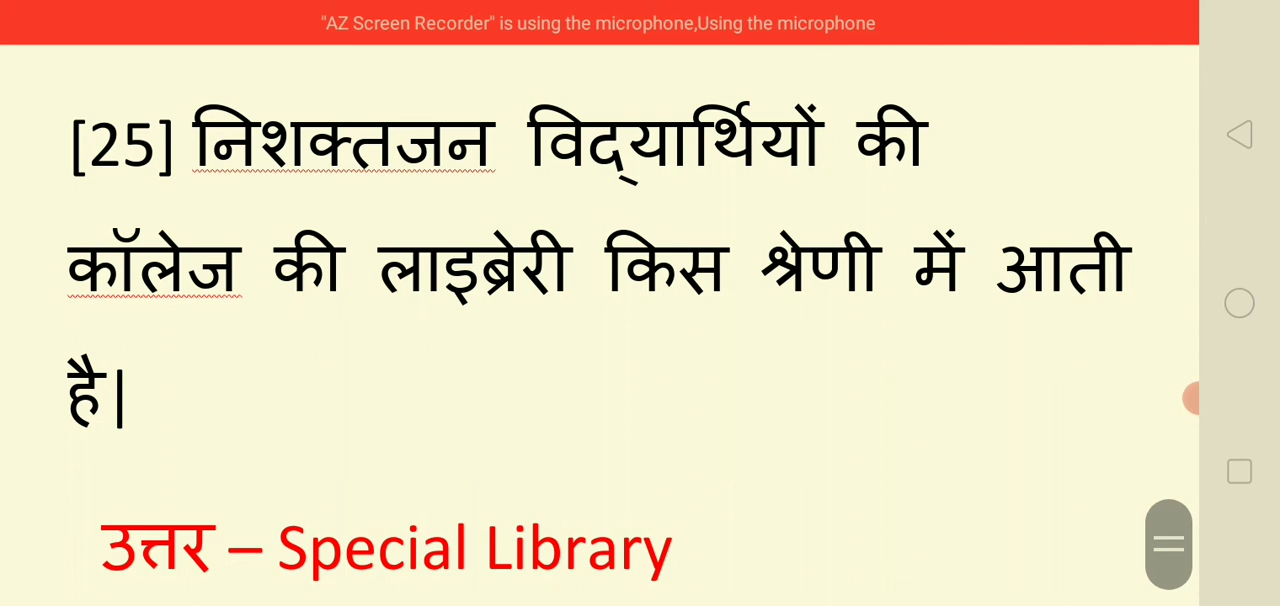 "AZ Screen Recorder" is using the microphone,Using the microphone
[25] निशक्तजन विद्यार्थियों की
कॉलेज की लाइब्रेरी किस श्रेणी में आती
है|
उत्तर – Special Library